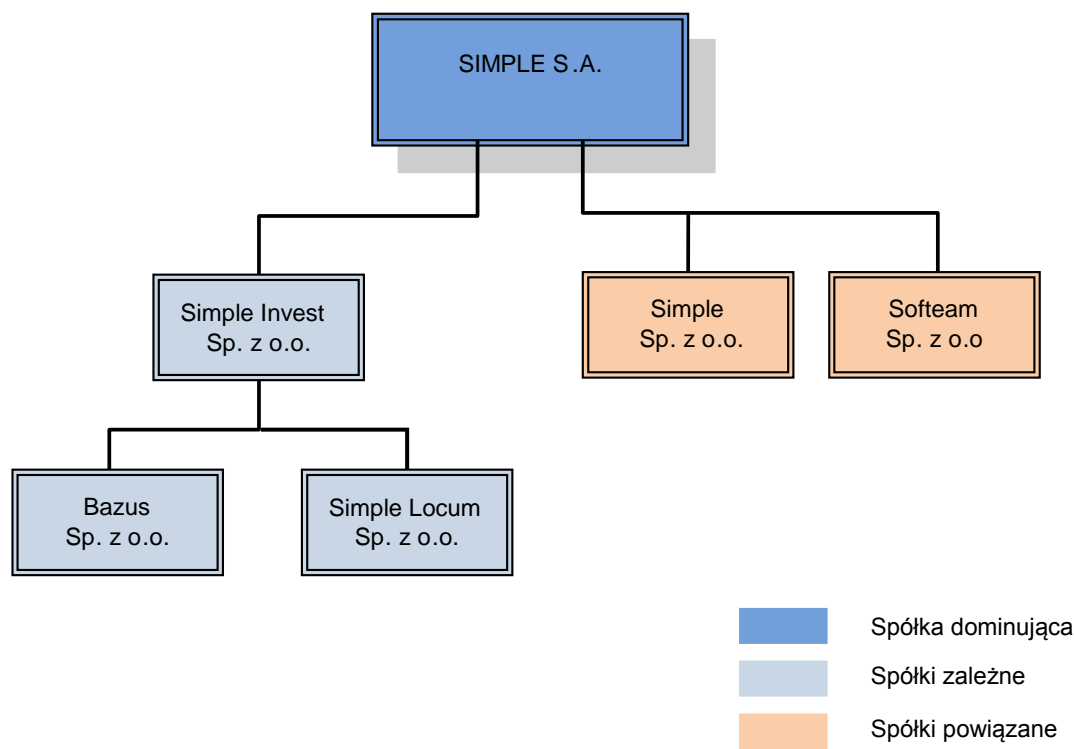 SIMPLE S.A.
Simple Invest
Sp. z o.o.
Simple
Sp. z o.o.
Softeam
Sp. z o.o
Bazus
Sp. z o.o.
Simple Locum
Sp. z o.o.
Spółka dominująca
Spółki zależne
Spółki powiązane